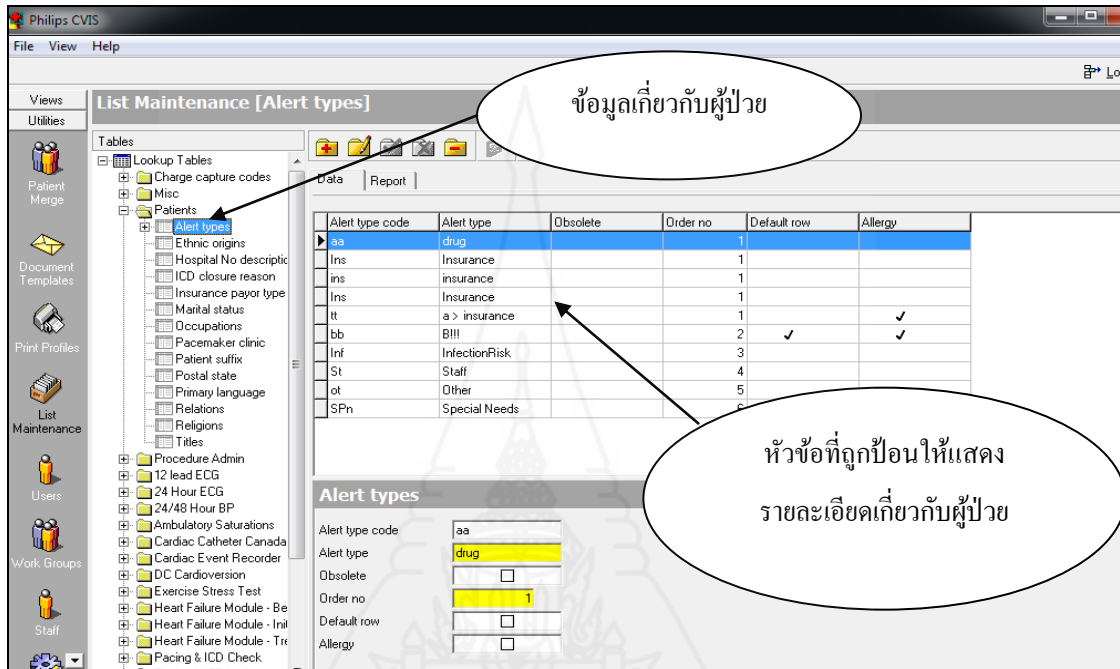 Philips CVIS
File View Help
Views
Utilities
List Maintenance [Alert types]
ข้อมูลเกี่ยวกับผู้ป่วย
Patient
Merge
Document
Templates
Print Profiles
List
Maintenance
Users
Work Groups
Staff
Tables
Lookup Tables
Charge capture codes
Misc
Patients
Alert types
Ethnic origins
Hospital No descriptic
ICD closure reason
Insurance payor type
Marital status
Occupations
Pacemaker clinic
Patient suffix
Postal state
Primary language
Relations
Religions
Titles
Procedure Admin
12 lead ECG
24 Hour ECG
24/48 Hour BP
Ambulatory Saturations
Cardiac Catheter Canada
Cardiac Event Recorder
DC Cardioversion
Exercise Stress Test
Heart Failure Module - Be
Heart Failure Module - Init
Heart Failure Module - Tre
Pacing & ICD Check
Data Report
Alert type code Alert type Obsolete Order no Default row Allergy
aa drug 1
Ins Insurance 1
ins insurance 1
Ins Insurance 1
tt a > insurance 1 ✓
bb B!!! 2 ✓ ✓
Inf InfectionRisk 3
St Staff 4
ot Other 5
SPn Special Needs
หัวข้อที่ถูกป้อนให้แสดง
รายละเอียดเกี่ยวกับผู้ป่วย
Alert types
Alert type code aa
Alert type drug
Obsolete
Order no 1
Default row
Allergy